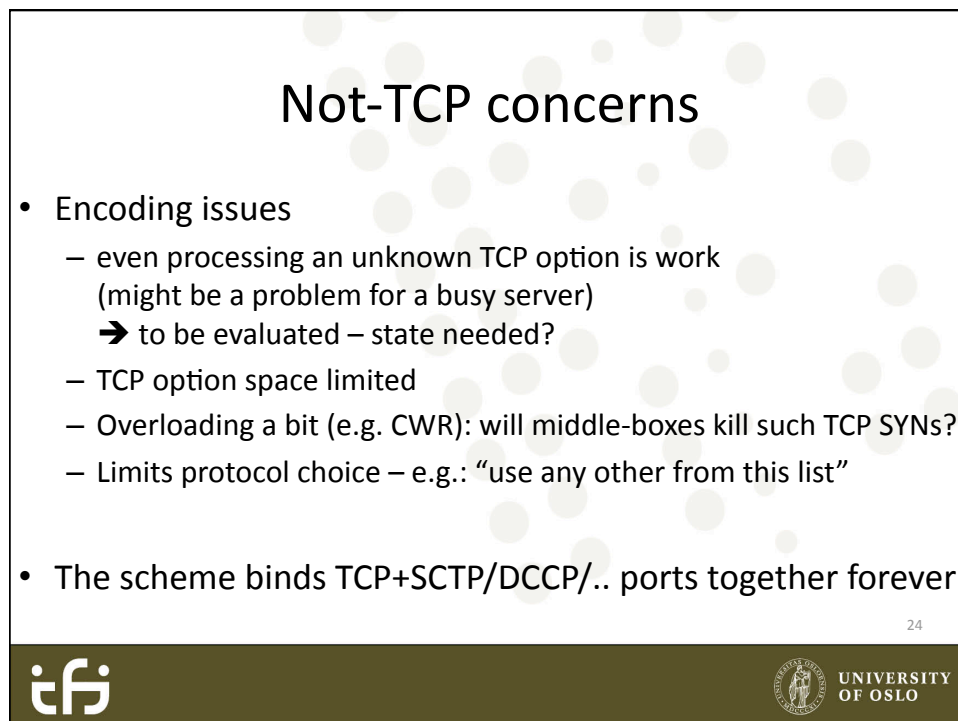 Not-TCP concerns
• Encoding issues
– even processing an unknown TCP option is work
(might be a problem for a busy server)
➔ to be evaluated – state needed?
– TCP option space limited
– Overloading a bit (e.g. CWR): will middle-boxes kill such TCP SYNs?
– Limits protocol choice – e.g.: “use any other from this list”
• The scheme binds TCP+SCTP/DCCP/.. ports together forever
24
ifi
UNIVERSITY
OF OSLO